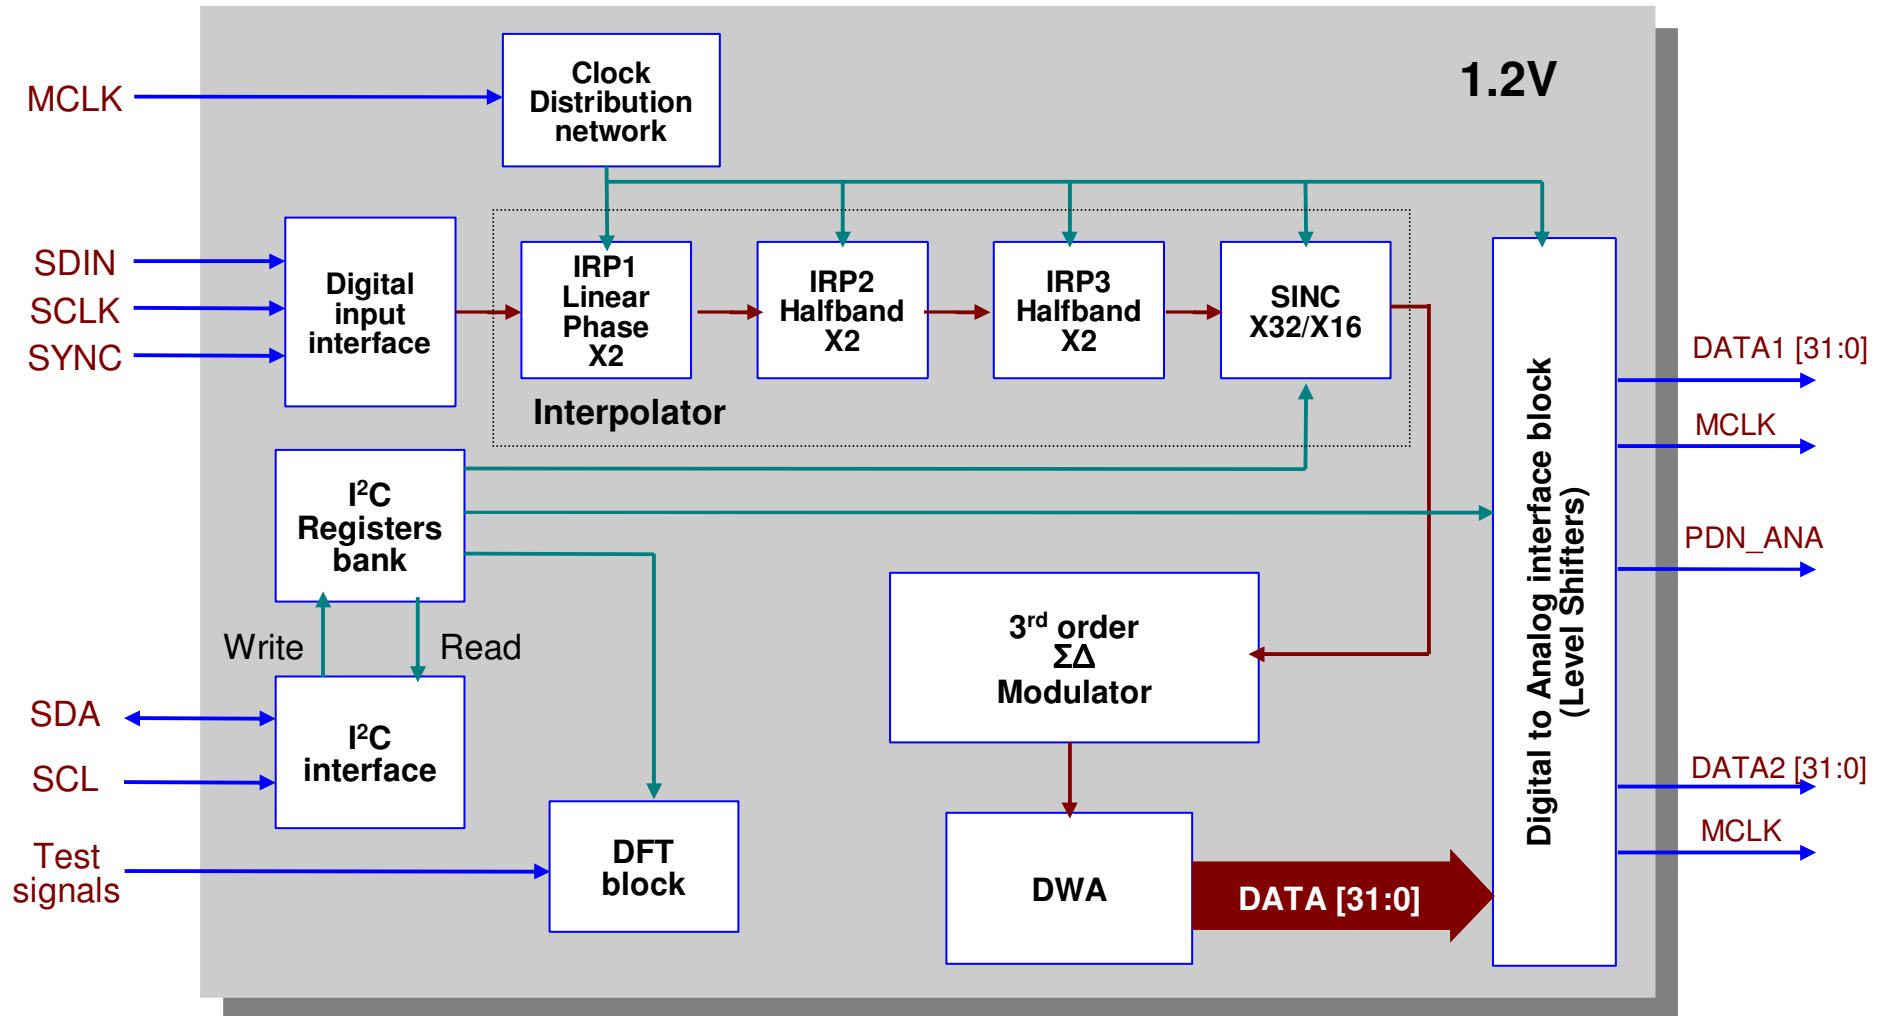 1.2V
MCLK
Clock
Distribution
network
SDIN
SCLK
SYNC
Digital
input
interface
IRP1
Linear
Phase
X2
IRP2
Halfband
X2
IRP3
Halfband
X2
SINC
X32/X16
Interpolator
I²C
Registers
bank
Write
Read
SDA
SCL
I²C
interface
Test
signals
DFT
block
3rd order
ΣΔ
Modulator
DWA
DATA [31:0]
Digital to Analog interface block
(Level Shifters)
DATA1 [31:0]
MCLK
PDN_ANA
DATA2 [31:0]
MCLK